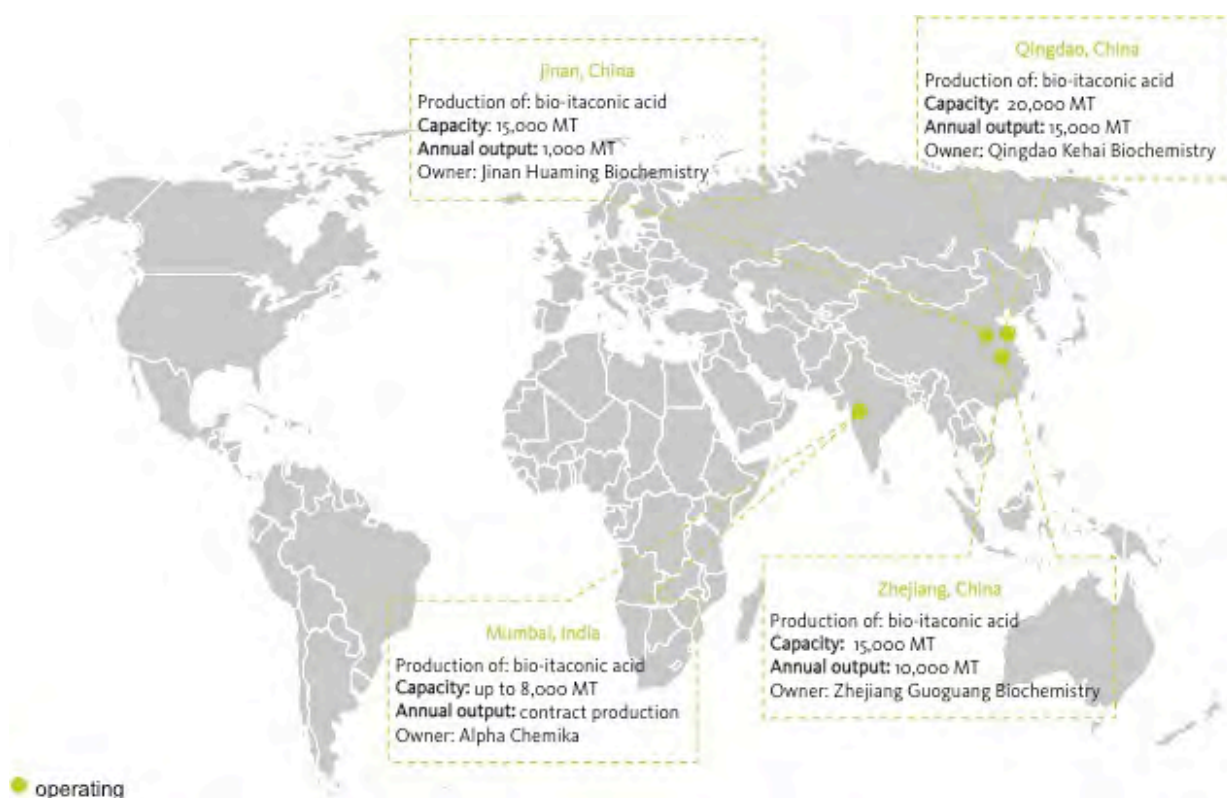 Jinan, China
Production of: bio-itaconic acid
Capacity: 15,000 MT
Annual output: 1,000 MT
Owner: Jinan Huaming Biochemistry
Qingdao, China
Production of: bio-itaconic acid
Capacity: 20,000 MT
Annual output: 15,000 MT
Owner: Qingdao Kehai Biochemistry
Mumbai, India
Production of: bio-itaconic acid
Capacity: up to 8,000 MT
Annual output: contract production
Owner: Alpha Chemika
Zhejiang, China
Production of: bio-itaconic acid
Capacity: 15,000 MT
Annual output: 10,000 MT
Owner: Zhejiang Guoguang Biochemistry
operating